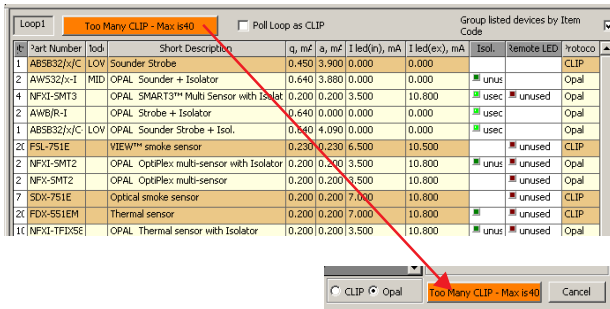 Loop1
Too Many CLIP - Max is40
Poll Loop as CLIP
Group listed devices by Item Code
Part Number Short Description q, mA a, mA I led(in), mA I led(ex), mA Isol. Remote LED Protoco
1 ABSB32/x/C LOV Sounder Strobe 0.450 3.900 0.000 0.000 CLIP
2 AWS32/x-I MID OPAL Sounder + Isolator 0.640 3.880 0.000 0.000 unus Opal
4 NFXI-SMT3 OPAL SMART3™ Multi Sensor with Isolat 0.200 0.200 3.500 10.800 usec unused Opal
2 AWB/R-I OPAL Strobe + Isolator 0.640 0.000 0.000 0.000 usec Opal
1 ABSB32/x/C- LOV OPAL Sounder Strobe + Isol. 0.640 4.090 0.000 0.000 usec Opal
FSL-751E VIEW™ smoke sensor 0.230 0.230 6.500 10.500 unused CLIP
2 NFXI-SMT2 OPAL OptiPlex multi-sensor with Isolator 0.200 0.200 3.500 10.800 unus unused Opal
2 NFX-SMT2 OPAL OptiPlex multi-sensor 0.200 0.200 3.500 10.800 unused Opal
7 SDX-751E Optical smoke sensor 0.200 0.200 7.000 10.800 unused CLIP
FDX-551EM Thermal sensor 0.200 0.200 7.000 10.800 unused CLIP
NFXI-TFIX58 OPAL Thermal sensor with Isolator 0.200 0.200 3.500 10.800 unus unused Opal
CLIP Opal Too Many CLIP - Max is40 Cancel